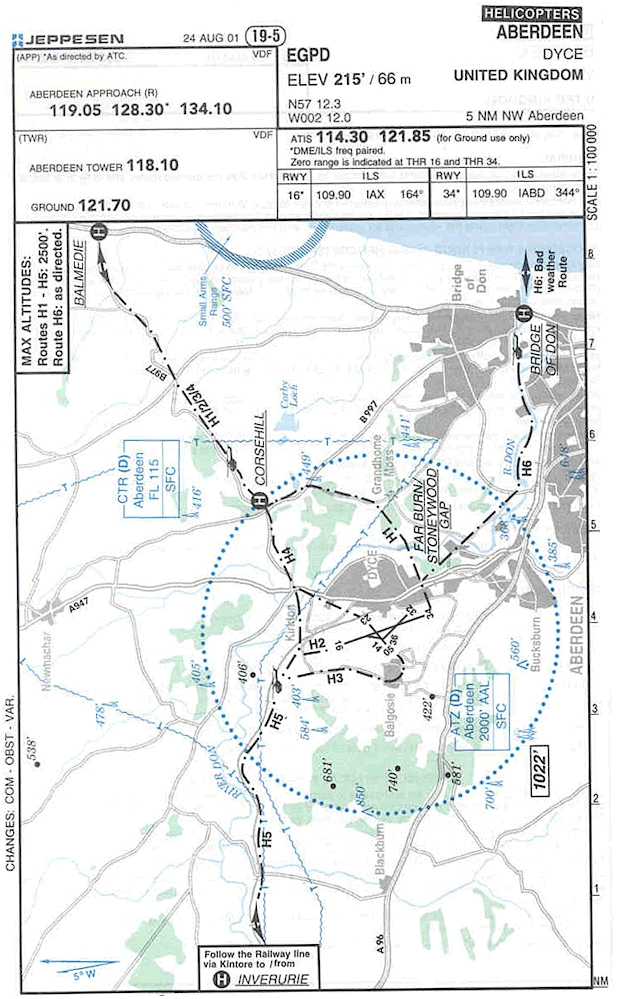 HELICOPTERS
JEPPESEN
24 AUG 01
19-5
ABERDEEN
DYCE
UNITED KINGDOM
5 NM NW Aberdeen
EGPD
ELEV 215' / 66 m
N57 12.3
W002 12.0
(APP) *As directed by ATC.
VDF
ABERDEEN APPROACH (R)
119.05 128.30* 134.10
(TWR)
VDF
ABERDEEN TOWER 118.10
GROUND 121.70
ATIS 114.30 121.85 (for Ground use only)
*DME/ILS freq paired.
Zero range is indicated at THR 16 and THR 34.
RWY
ILS
RWY
ILS
16*
109.90 IAX 164°
34*
109.90 IABD 344°
SCALE 1 : 100 000
MAX ALTITUDES:
Routes H1 - H5: 2500'.
Route H6: as directed.
H
BALMEDIE
Small Arms
Range
500' SFC
Bridge
of
Don
H6: Bad
weather
Route
H
BRIDGE
OF DON
8
7
6
5
4
3
2
1
NM
B977
H1/2/3/4
CORSEHILL
H
Corby
Loch
B997
441'
449'
416'
Grandhome
Moss
R.DON
H6
618'
CTR (D)
Aberdeen
FL 115
SFC
H1
FAR BURN/
STONEYWOOD
GAP
H4
385'
DYCE
A947
Newmachar
Kirkton
H2
16
23
32
34
14
05
36
H3
406'
405'
403'
584'
478'
538'
H5
Balgosie
422'
560'
Bucksburn
ABERDEEN
ATZ (D)
Aberdeen
2000' AAL
SFC
RIVER DON
681'
740'
581'
850'
700'
1022'
H5
Blackburn
A96
5° W
Follow the Railway line
via Kintore to / from
H INVERURIE
CHANGES: COM - OBST - VAR.